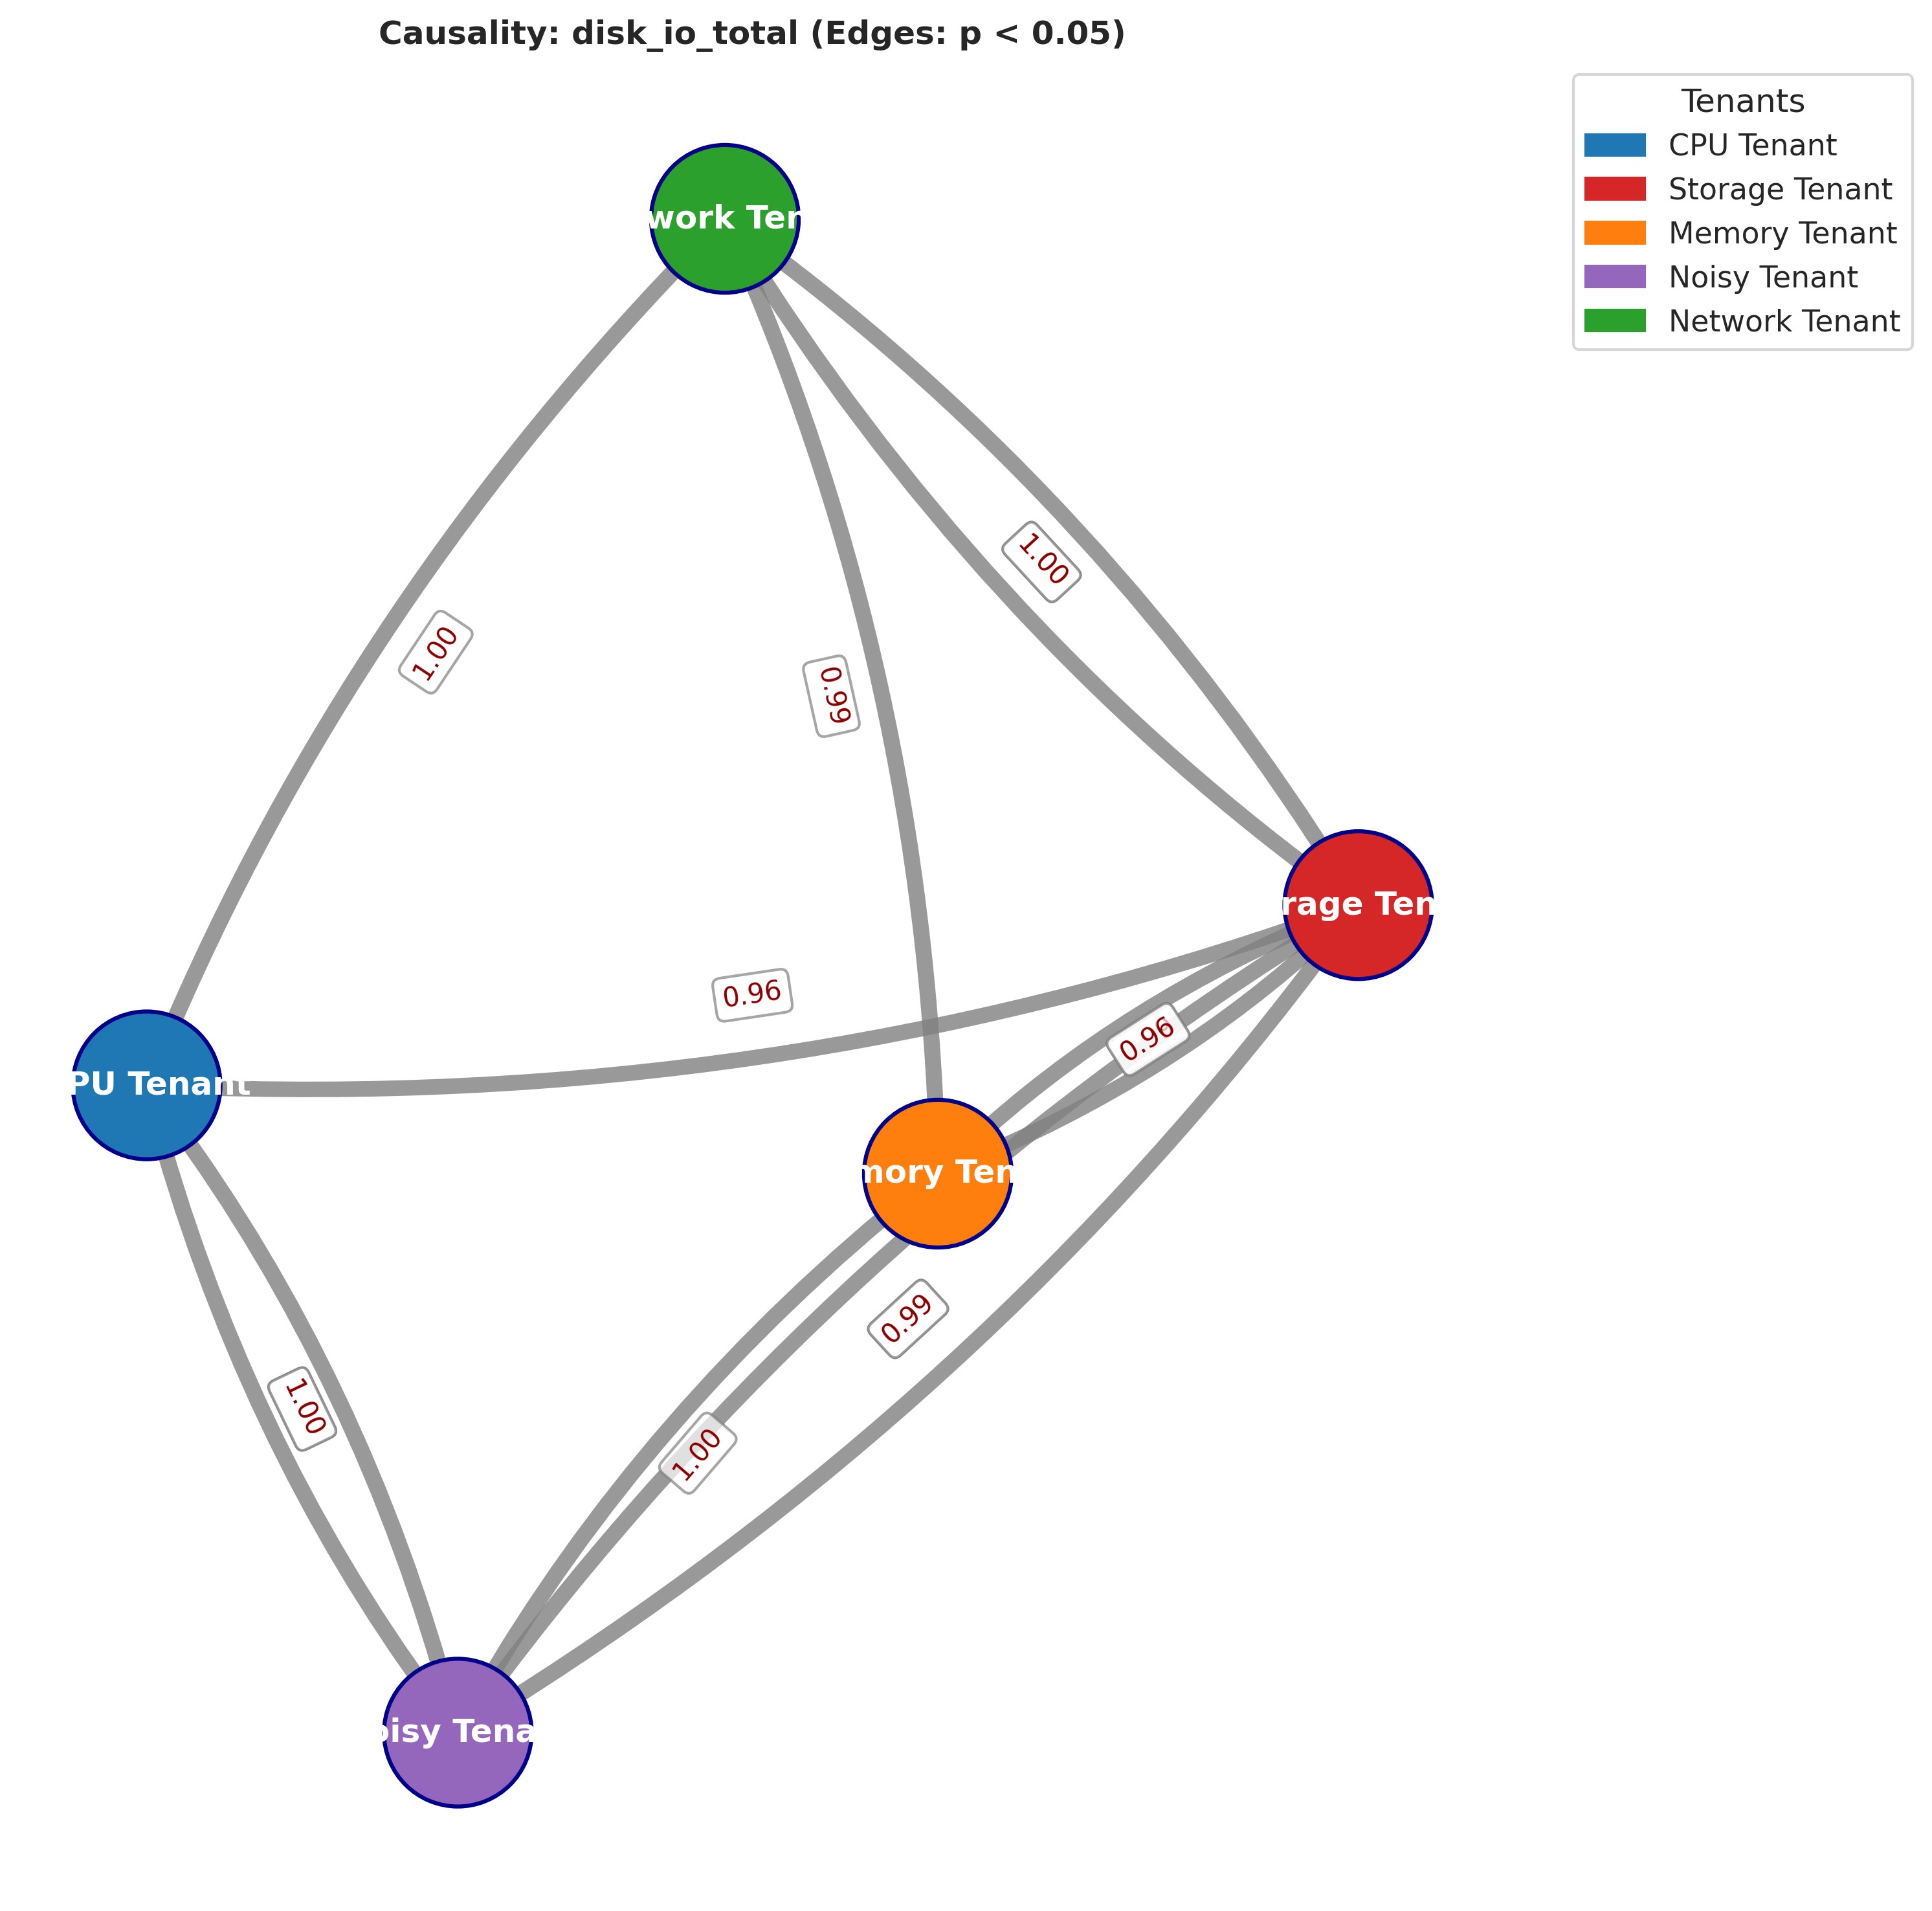 Causality: disk_io_total (Edges: p < 0.05)
Tenants
CPU Tenant
Storage Tenant
Memory Tenant
Noisy Tenant
Network Tenant
work Ten
1.00
1.00
0.99
rage Ten
0.96
0.96
PU Tenant
mory Ten
0.99
1.00
1.00
oisy Tena